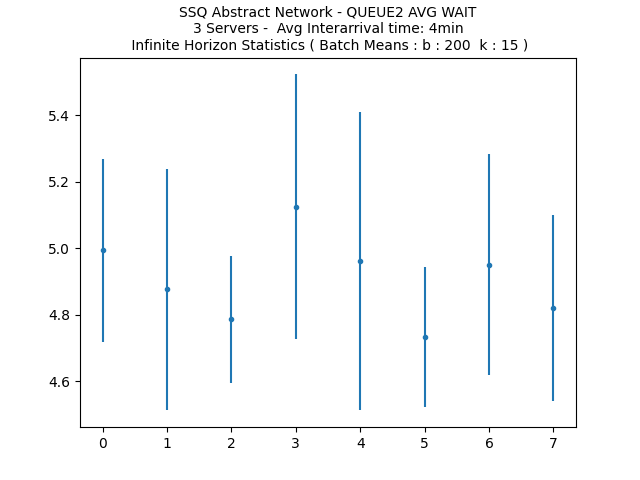 SSQ Abstract Network - QUEUE2 AVG WAIT
3 Servers -  Avg Interarrival time: 4min
Infinite Horizon Statistics ( Batch Means : b : 200  k : 15 )
5.4
5.2
5.0
4.8
4.6
0 1 2 3 4 5 6 7